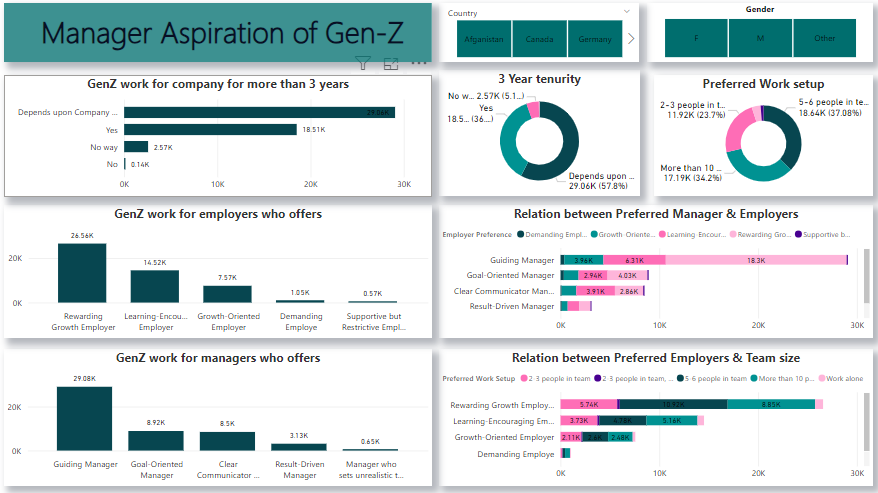 Manager Aspiration of Gen-Z
Country
Afganistan Canada Germany
Gender
F M Other
GenZ work for company for more than 3 years
Depends upon Company ... 29.06K
Yes 18.51K
No way 2.57K
No 0.14K
0K 10K 20K 30K
3 Year tenurity
No w... 2.57K (5.1...)
Yes
18.5... (36....)
Depends upon ...
29.06K (57.8%)
Preferred Work setup
2-3 people in t...
11.92K (23.7%)
5-6 people in te...
18.64K (37.08%)
More than 10 ...
17.19K (34.2%)
GenZ work for employers who offers
20K
0K
26.56K 14.52K 7.57K 1.05K 0.57K
Rewarding Growth Employer
Learning-Encou... Employer
Growth-Oriented Employer
Demanding Employe
Supportive but Restrictive Empl...
Relation between Preferred Manager & Employers
Employer Preference Demanding Empl... Growth-Oriente... Learning-Encour... Rewarding Gro... Supportive b...
Guiding Manager 3.96K 6.31K 18.3K
Goal-Oriented Manager 2.94K 4.03K
Clear Communicator Man... 3.91K 2.86K
Result-Driven Manager
0K 10K 20K 30K
GenZ work for managers who offers
20K
0K
29.08K 8.92K 8.5K 3.13K 0.65K
Guiding Manager
Goal-Oriented Manager
Clear Communicator ...
Result-Driven Manager
Manager who sets unrealistic t...
Relation between Preferred Employers & Team size
Preferred Work Setup 2-3 people in team 2-3 people in team, ... 5-6 people in team More than 10 p... Work alone
Rewarding Growth Employ... 5.74K 8.85K
Learning-Encouraging Em... 3.73K 5.16K
Growth-Oriented Employer 2.11K 2.48K
Demanding Employe
0K 10K 20K 30K